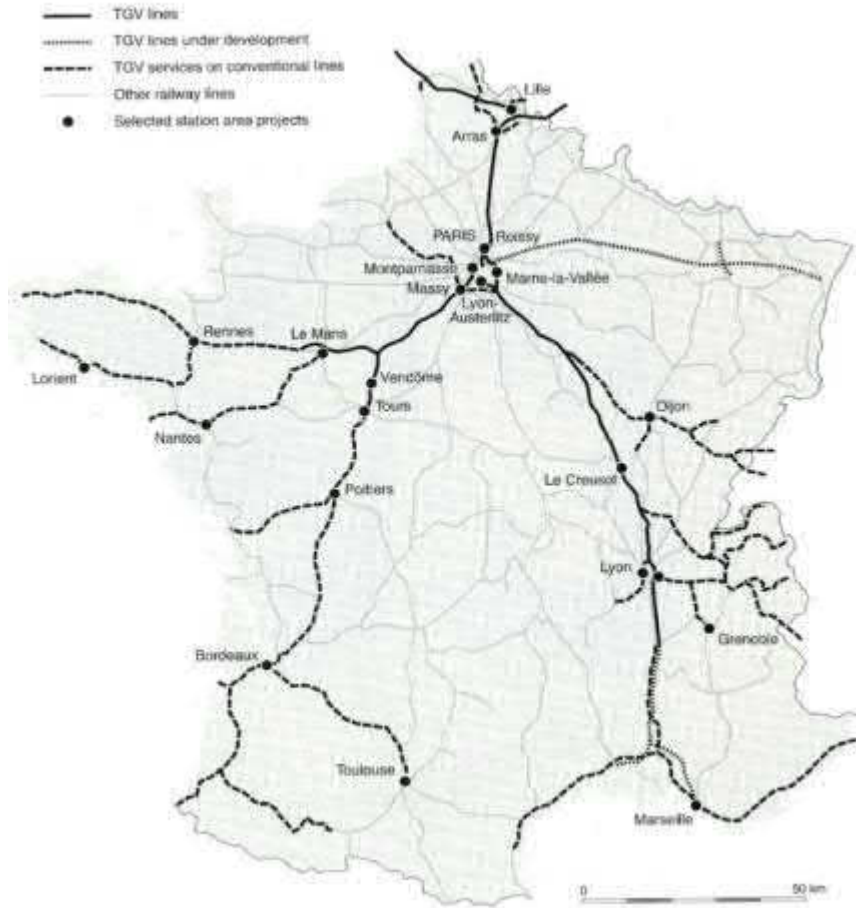 TGV lines
TGV lines under development
TGV services on conventional lines
Other railway lines
Selected station area projects
Lille
Arras
PARIS
Roissy
Montparnasse
Marne-la-Vallée
Massy
Lyon-
Austerlitz
Rennes
Le Mans
Lorient
Vendôme
Tours
Dijon
Nantes
Le Creusot
Poitiers
Lyon
Grenoble
Bordeaux
Toulouse
Marseille
0
50 km